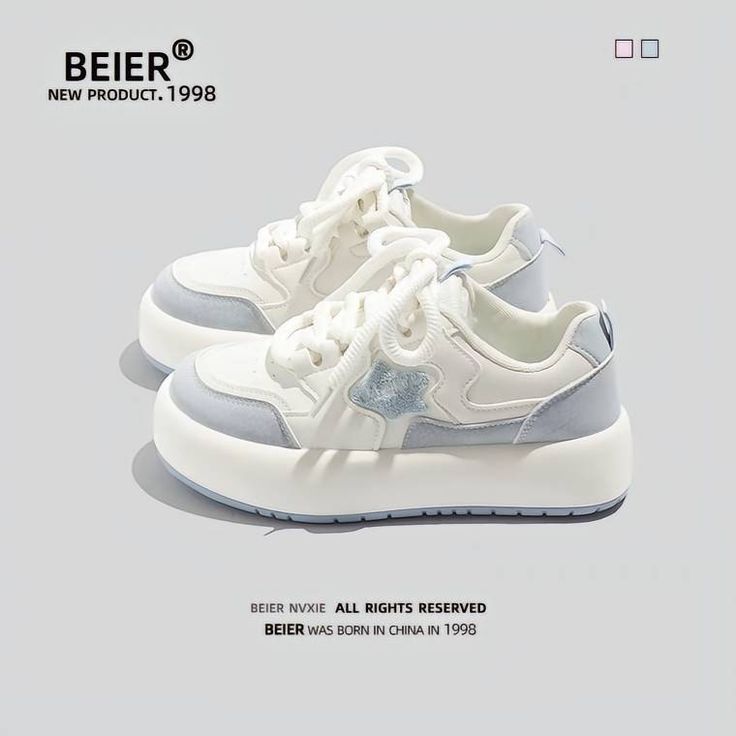 BEIER®
NEW PRODUCT.1998
BEIER NVXIE ALL RIGHTS RESERVED
BEIER WAS BORN IN CHINA IN 1998